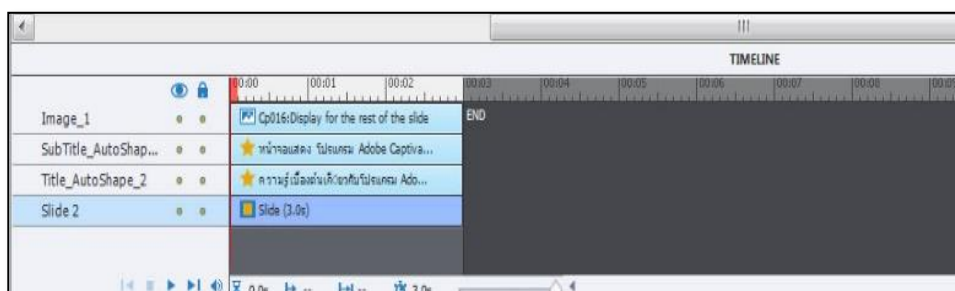 TIMELINE
00:00 00:01 00:02 00:03 00:04 00:05 00:06 00:07 00:08
Image_1 Cp016:Display for the rest of the slide END
SubTitle_AutoShap... หน้าจอแสดง โปรแกรม Adobe Captiva...
Title_AutoShape_2 ความรู้เบื้องต้นเกี่ยวกับโปรแกรม Ado...
Slide 2 Slide (3.0s)
0.0s 3.0s